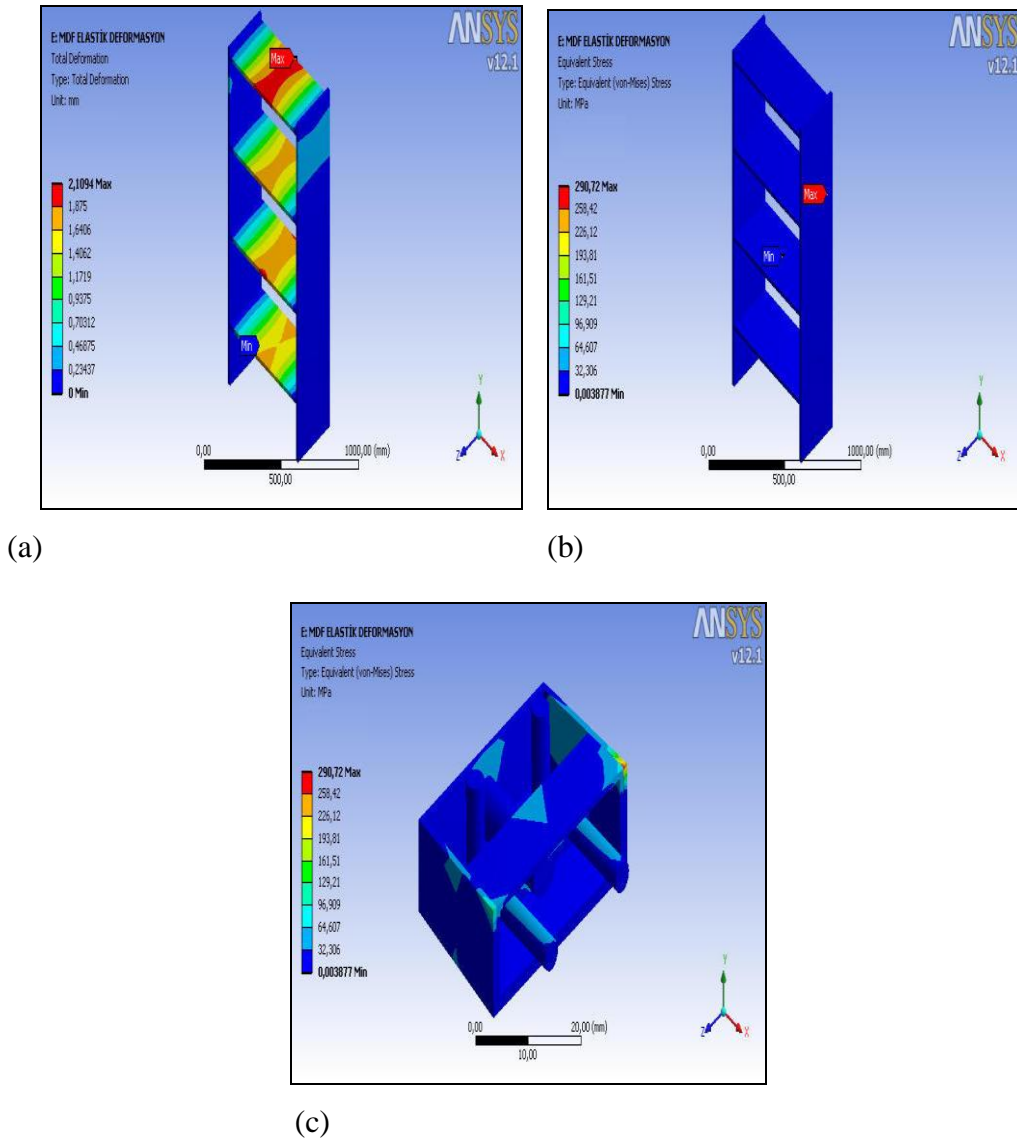 E: MDF ELASTİK DEFORMASYON
Total Deformation
Type: Total Deformation
Unit: mm
ANSYS
v12.1
Max
2,1094 Max
1,875
1,6406
1,4062
1,1719
0,9375
0,70312
0,46875
0,23437
0 Min
Min
0,00
1000,00 (mm)
500,00
Y
Z
X
(a)
E: MDF ELASTİK DEFORMASYON
Equivalent Stress
Type: Equivalent (von-Mises) Stress
Unit: MPa
ANSYS
v12.1
290,72 Max
258,42
226,12
193,81
161,51
129,21
96,909
64,607
32,306
0,003877 Min
Max
Min
0,00
1000,00 (mm)
500,00
Y
Z
X
(b)
E: MDF ELASTİK DEFORMASYON
Equivalent Stress
Type: Equivalent (von-Mises) Stress
Unit: MPa
ANSYS
v12.1
290,72 Max
258,42
226,12
193,81
161,51
129,21
96,909
64,607
32,306
0,003877 Min
0,00
20,00 (mm)
10,00
Y
Z
X
(c)